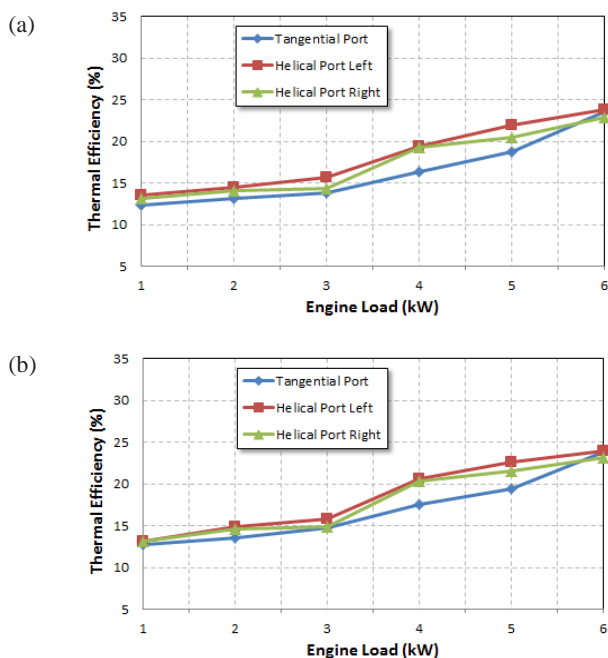 (a)
Thermal Efficiency (%)
35
30
25
20
15
10
5
Tangential Port
Helical Port Left
Helical Port Right
1 2 3 4 5 6
Engine Load (kW)
(b)
Thermal Efficiency (%)
35
30
25
20
15
10
5
Tangential Port
Helical Port Left
Helical Port Right
1 2 3 4 5 6
Engine Load (kW)